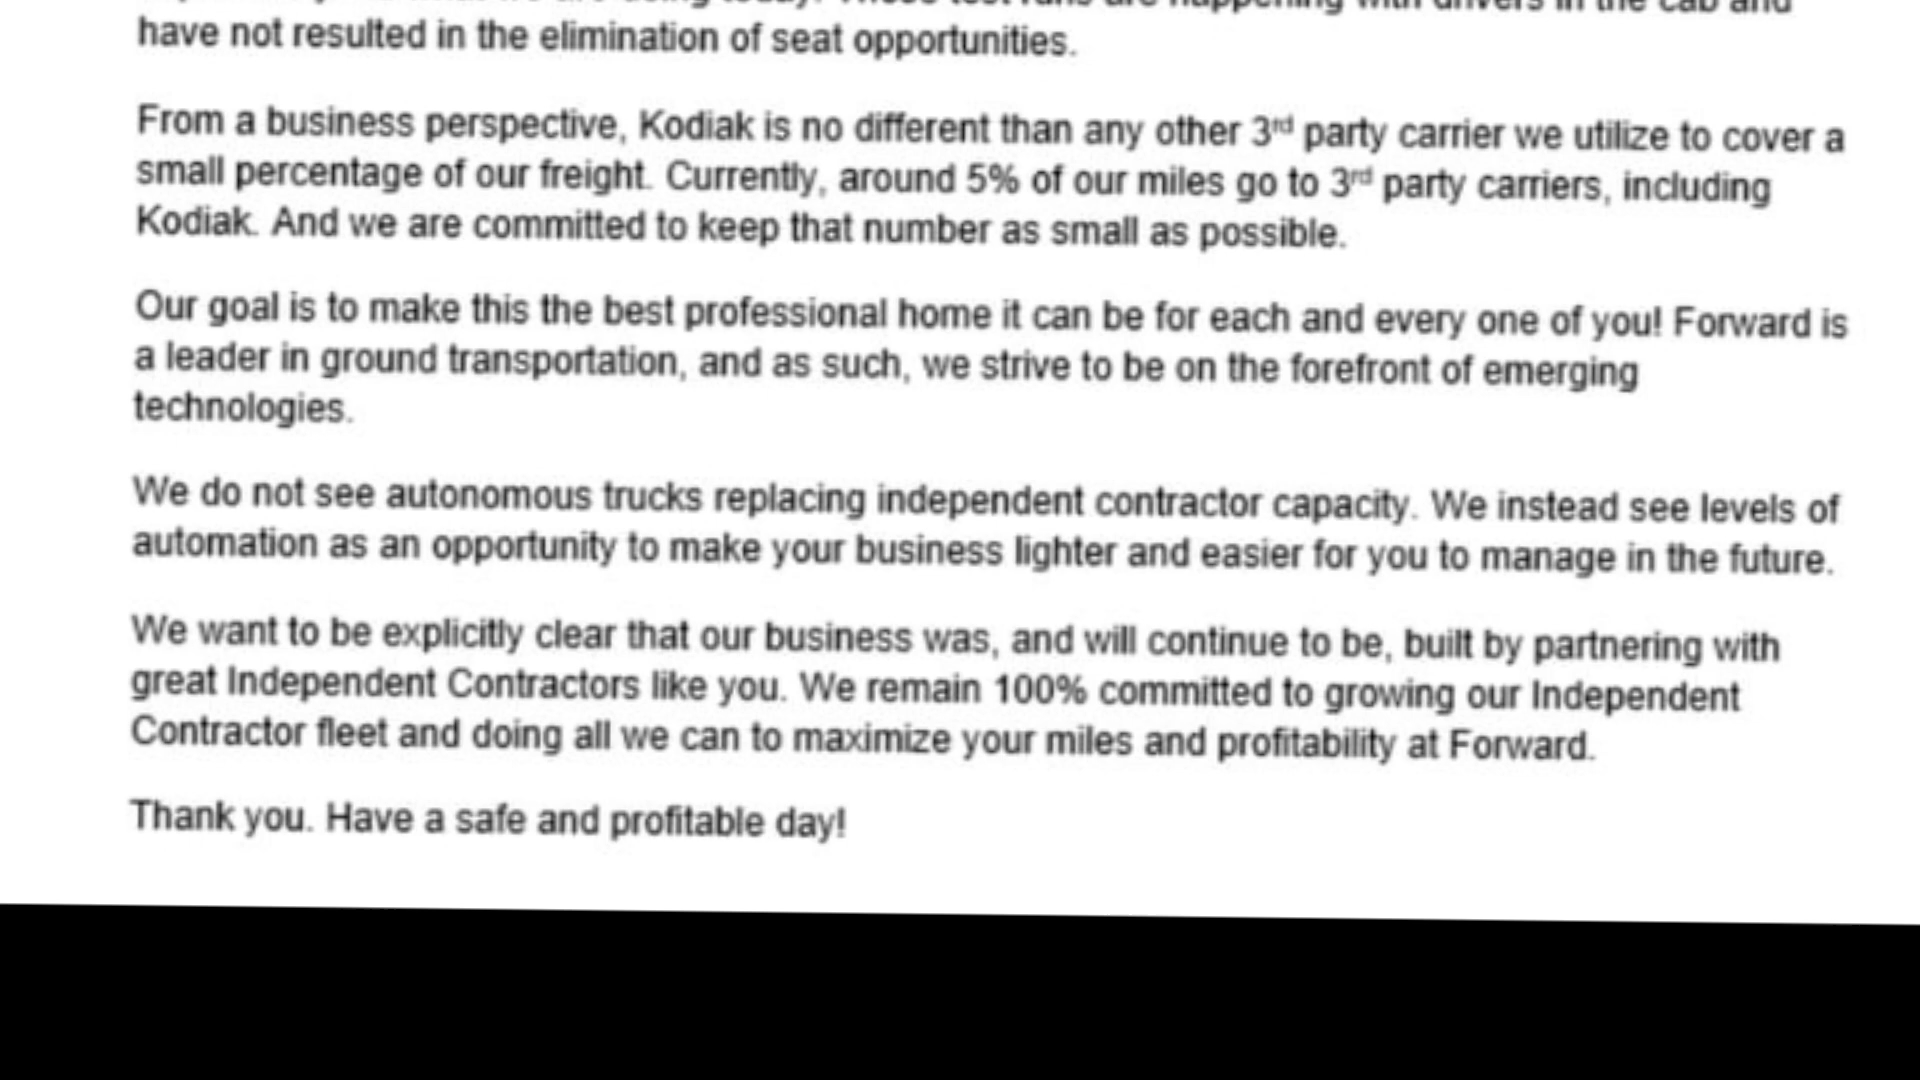 happening with drivers in the cab and
have not resulted in the elimination of seat opportunities.
From a business perspective, Kodiak is no different than any other 3rd party carrier we utilize to cover a
small percentage of our freight. Currently, around 5% of our miles go to 3rd party carriers, including
Kodiak. And we are committed to keep that number as small as possible.
Our goal is to make this the best professional home it can be for each and every one of you! Forward is
a leader in ground transportation, and as such, we strive to be on the forefront of emerging
technologies.
We do not see autonomous trucks replacing independent contractor capacity. We instead see levels of
automation as an opportunity to make your business lighter and easier for you to manage in the future.
We want to be explicitly clear that our business was, and will continue to be, built by partnering with
great Independent Contractors like you. We remain 100% committed to growing our Independent
Contractor fleet and doing all we can to maximize your miles and profitability at Forward.
Thank you. Have a safe and profitable day!